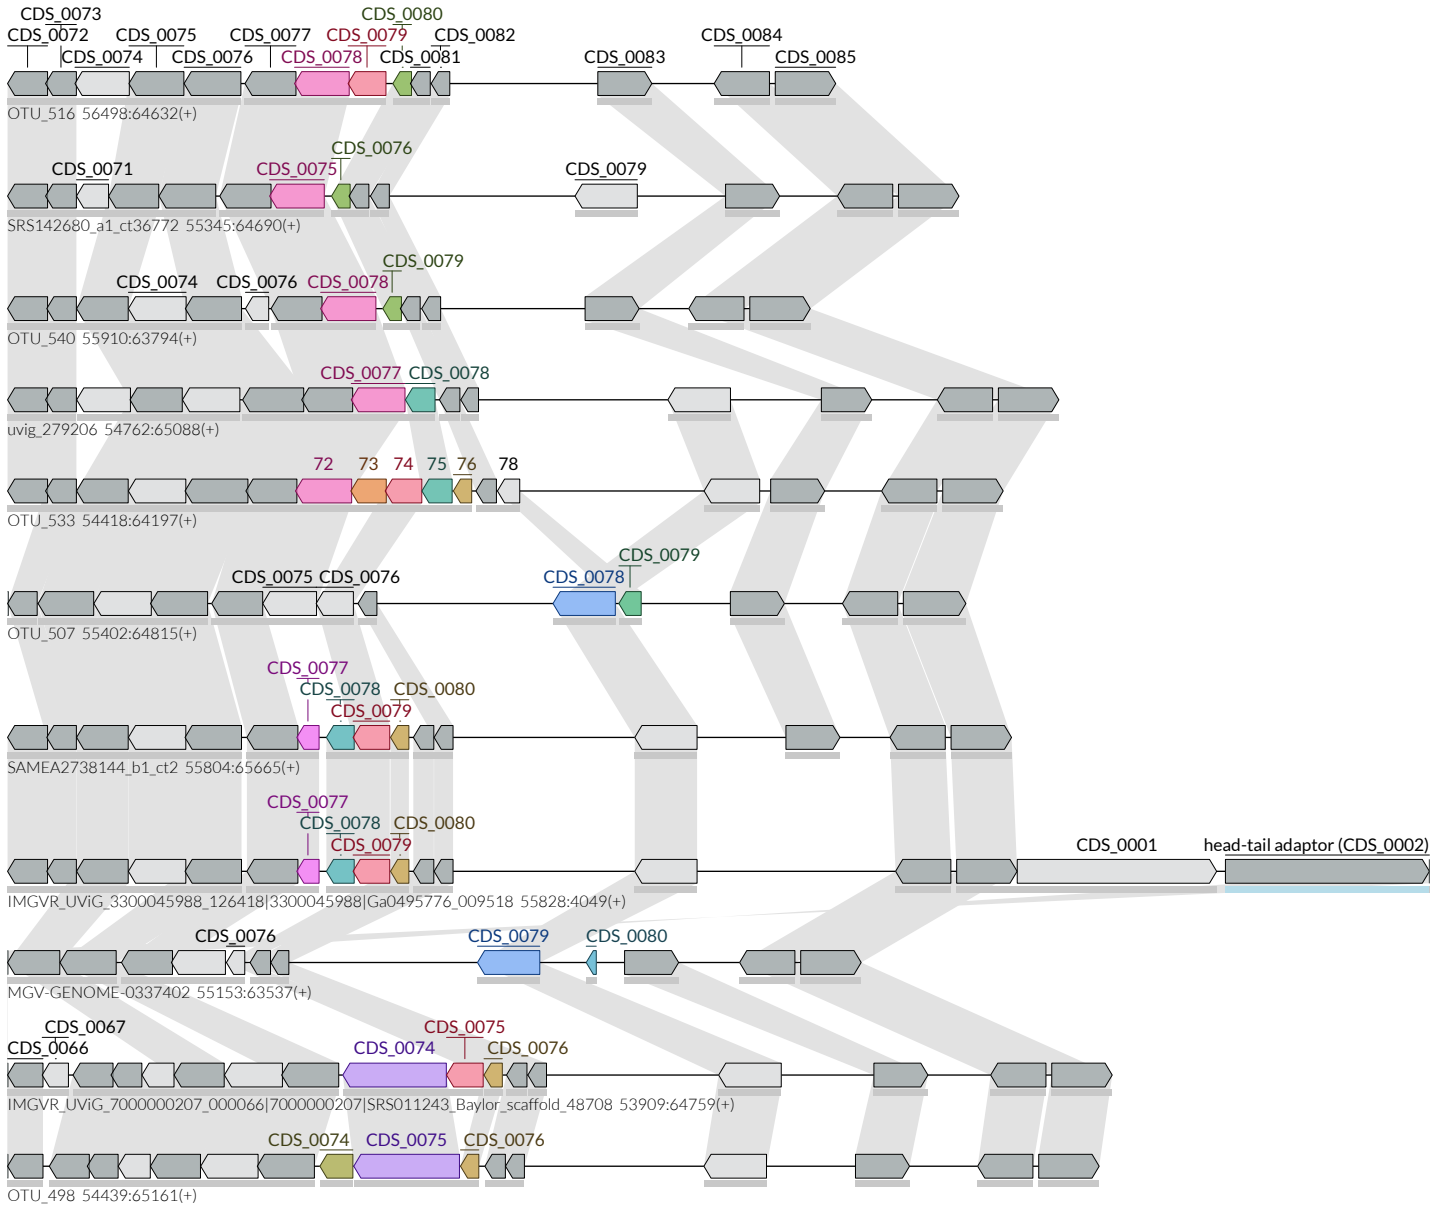 CDS_0073 CDS_0080
CDS_0072 CDS_0075 CDS_0077 CDS_0079 CDS_0082 CDS_0084
CDS_0074 CDS_0076 CDS_0078 CDS_0081 CDS_0083 CDS_0085
OTU_516 56498:64632(+)
CDS_0076
CDS_0071 CDS_0075 CDS_0079
SRS142680_a1_ct36772 55345:64690(+)
CDS_0079
CDS_0074 CDS_0076 CDS_0078
OTU_540 55910:63794(+)
CDS_0077 CDS_0078
uvig_279206 54762:65088(+)
72 73 74 75 76 78
OTU_533 54418:64197(+)
CDS_0079
CDS_0075 CDS_0076 CDS_0078
OTU_507 55402:64815(+)
CDS_0077
CDS_0078 CDS_0080
CDS_0079
SAMEA2738144_b1_ct2 55804:65665(+)
CDS_0077
CDS_0078 CDS_0080
CDS_0079 CDS_0001 head-tail adaptor (CDS_0002)
IMGVR_UViG_3300045988_126418|3300045988|Ga0495776_009518 55828:4049(+)
CDS_0076 CDS_0079 CDS_0080
MGV-GENOME-0337402 55153:63537(+)
CDS_0067 CDS_0075
CDS_0066 CDS_0074 CDS_0076
IMGVR_UViG_7000000207_000066|7000000207|SRS011243_Baylor_scaffold_48708 53909:64759(+)
CDS_0074 CDS_0075 CDS_0076
OTU_498 54439:65161(+)